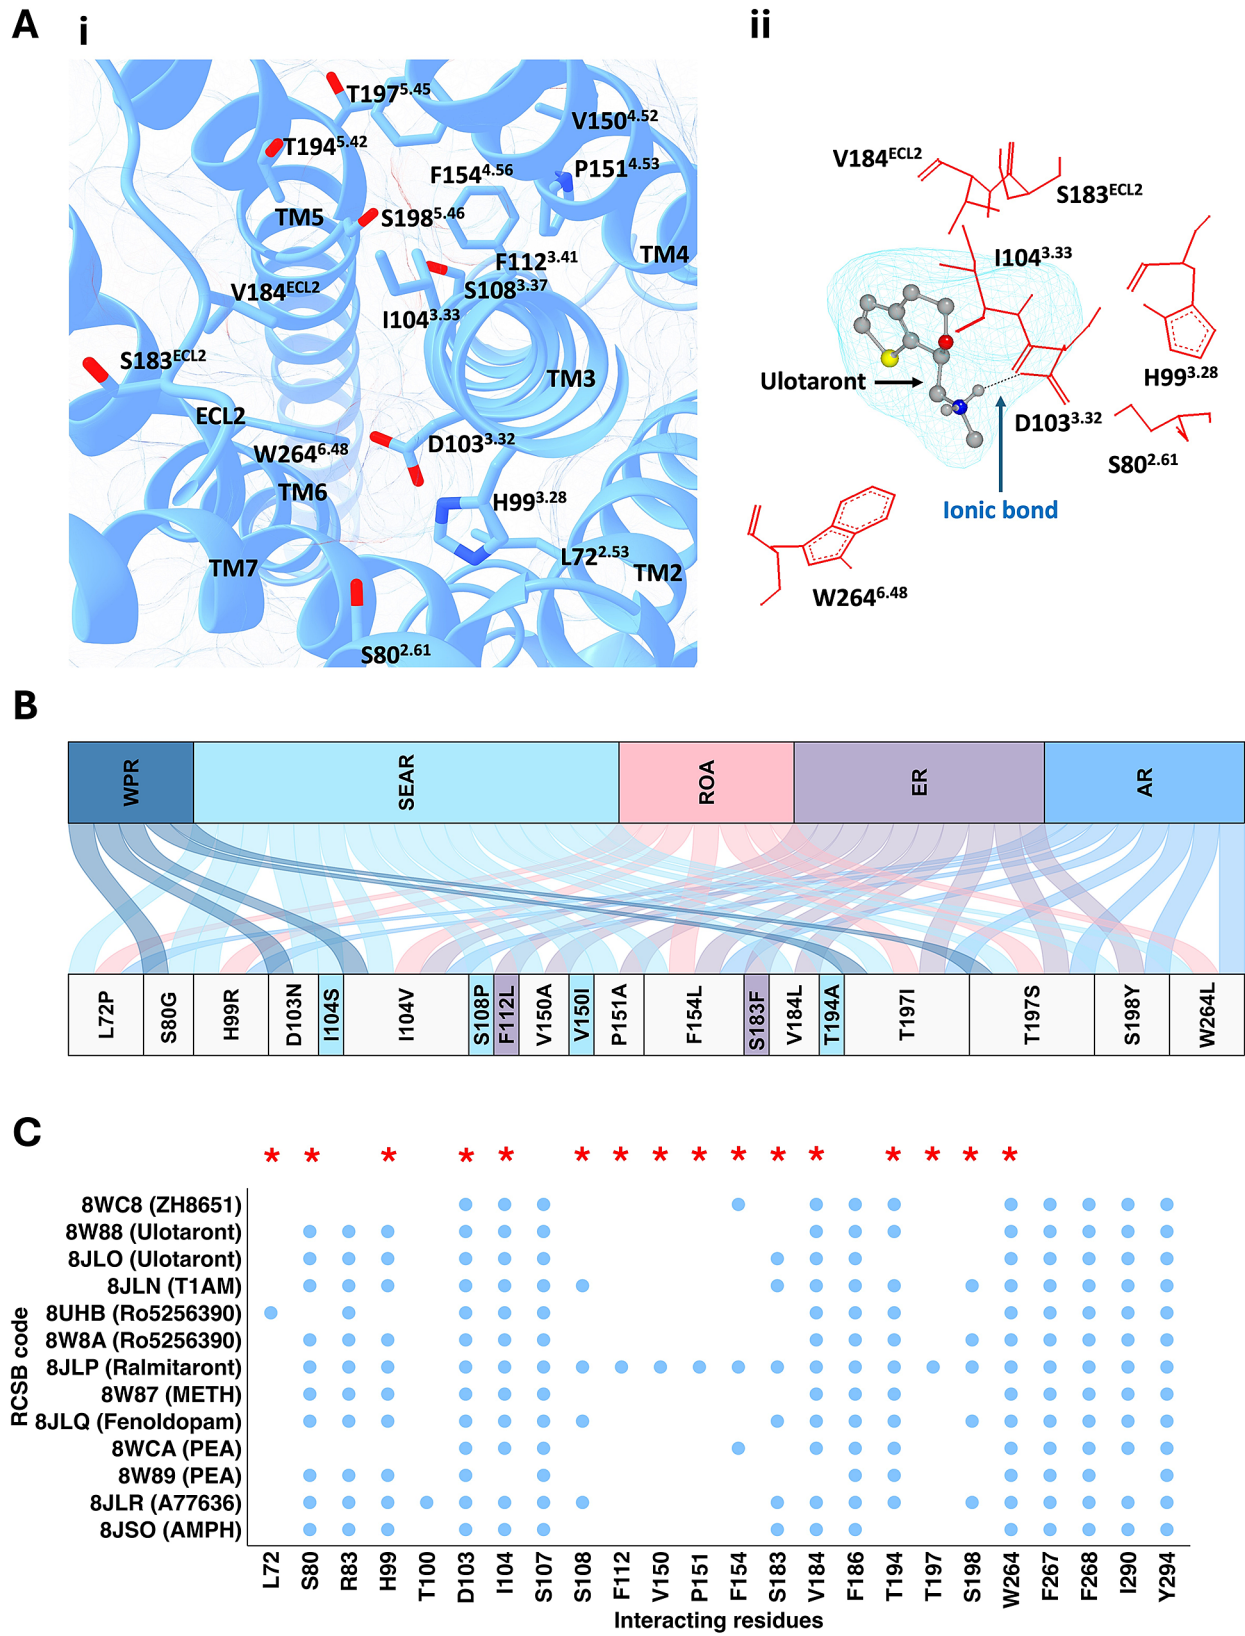 A
i
ii
T1975.45
V1504.52
T1945.42
F1544.56
P1514.53
TM5
S1985.46
TM4
F1123.41
V184ECL2
S1083.37
I1043.33
S183ECL2
TM3
ECL2
D1033.32
W2646.48
TM6
H993.28
L722.53
TM7
TM2
S802.61
V184ECL2
S183ECL2
I1043.33
H993.28
Ulotaront
D1033.32
S802.61
Ionic bond
W2646.48
B
WPR
SEAR
ROA
ER
AR
L72P
S80G
H99R
D103N
I104S
I104V
S108P
F112L
V150A
V150I
P151A
F154L
S183F
V184L
T194A
T197I
T197S
S198Y
W264L
C
* * * * * * * * * * * * * * * *
RCSB code
8WC8 (ZH8651)
8W88 (Ulotaront)
8JLO (Ulotaront)
8JLN (T1AM)
8UHB (Ro5256390)
8W8A (Ro5256390)
8JLP (Ralmitaront)
8W87 (METH)
8JLQ (Fenoldopam)
8WCA (PEA)
8W89 (PEA)
8JLR (A77636)
8JSO (AMPH)
L72
S80
R83
H99
T100
D103
I104
S107
S108
F112
V150
P151
F154
S183
V184
F186
T194
T197
S198
W264
F267
F268
I290
Y294
Interacting residues